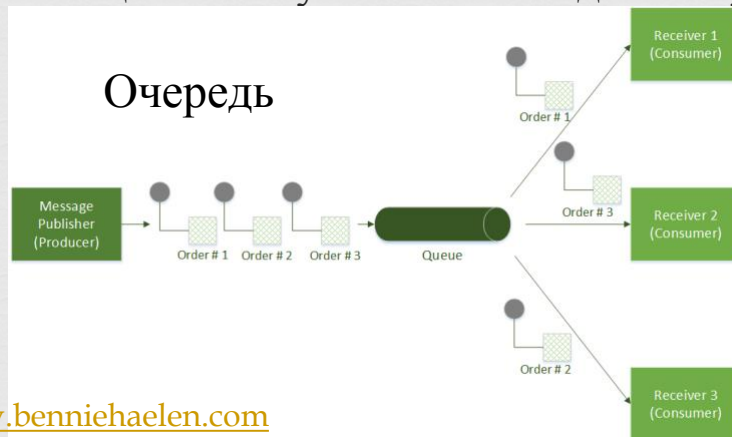 Очередь
Receiver 1
(Consumer)
Order # 1
Message
Publisher
(Producer)
Order # 3
Receiver 2
(Consumer)
Order # 1 Order # 2 Order # 3
Queue
Order # 2
.benniehaelen.com
Receiver 3
(Consumer)